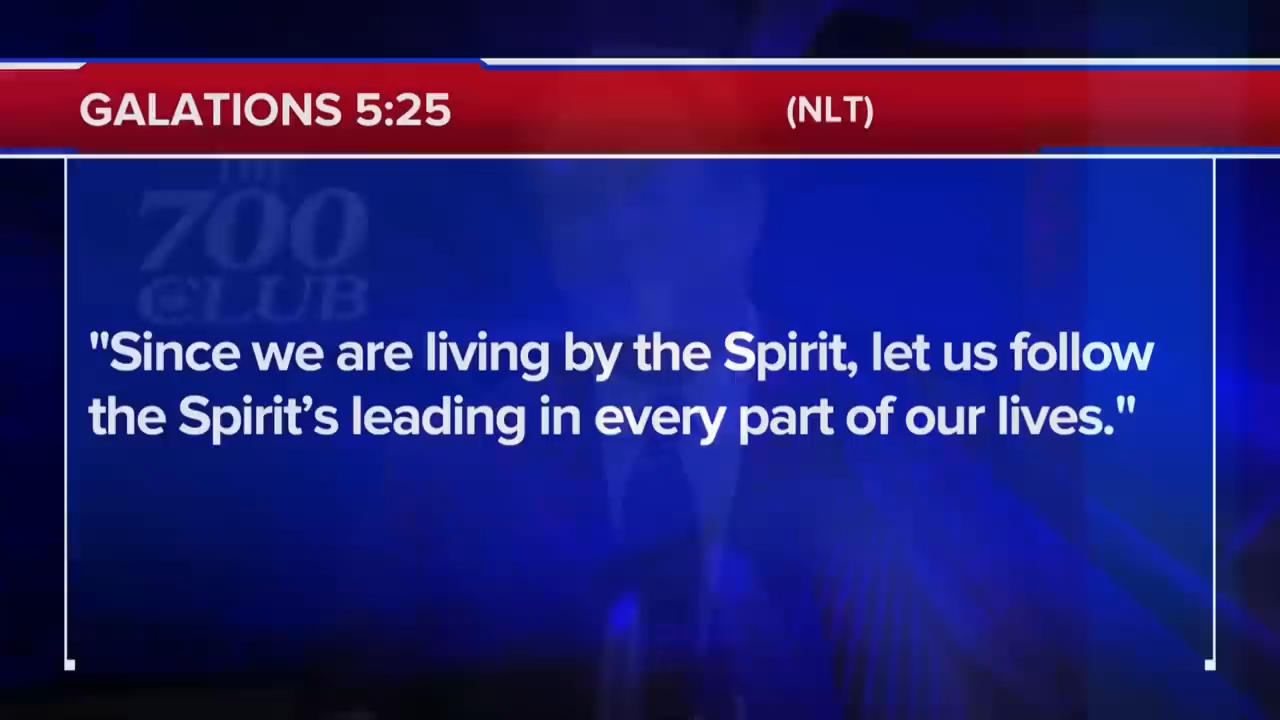 GALATIONS 5:25 (NLT)
THE
700
CLUB
"Since we are living by the Spirit, let us follow
the Spirit’s leading in every part of our lives."